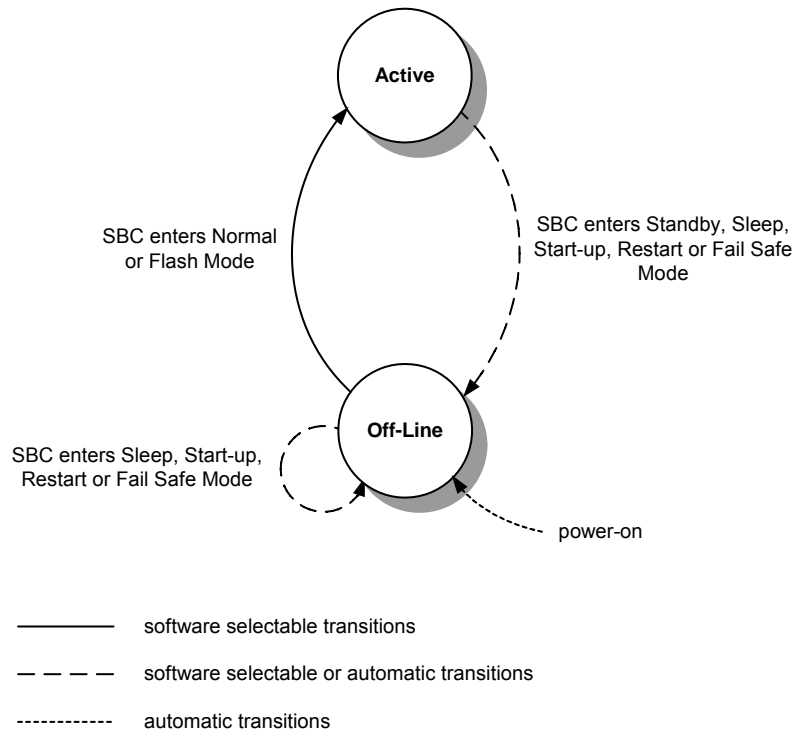 Active
SBC enters Normal
or Flash Mode
SBC enters Standby, Sleep,
Start-up, Restart or Fail Safe
Mode
Off-Line
SBC enters Sleep, Start-up,
Restart or Fail Safe Mode
power-on
software selectable transitions
software selectable or automatic transitions
automatic transitions